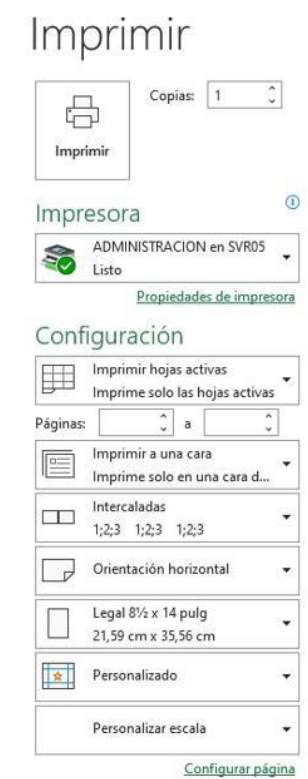 Imprimir
Copias: 1
Imprimir
Impresora
ADMINISTRACION en SVR05
Listo
Propiedades de impresora
Configuración
Imprimir hojas activas
Imprime solo las hojas activas
Páginas: a
Imprimir a una cara
Imprime solo en una cara d...
Intercaladas
1;2;3 1;2;3 1;2;3
Orientación horizontal
Legal 8½ x 14 pulg
21,59 cm x 35,56 cm
Personalizado
Personalizar escala
Configurar página